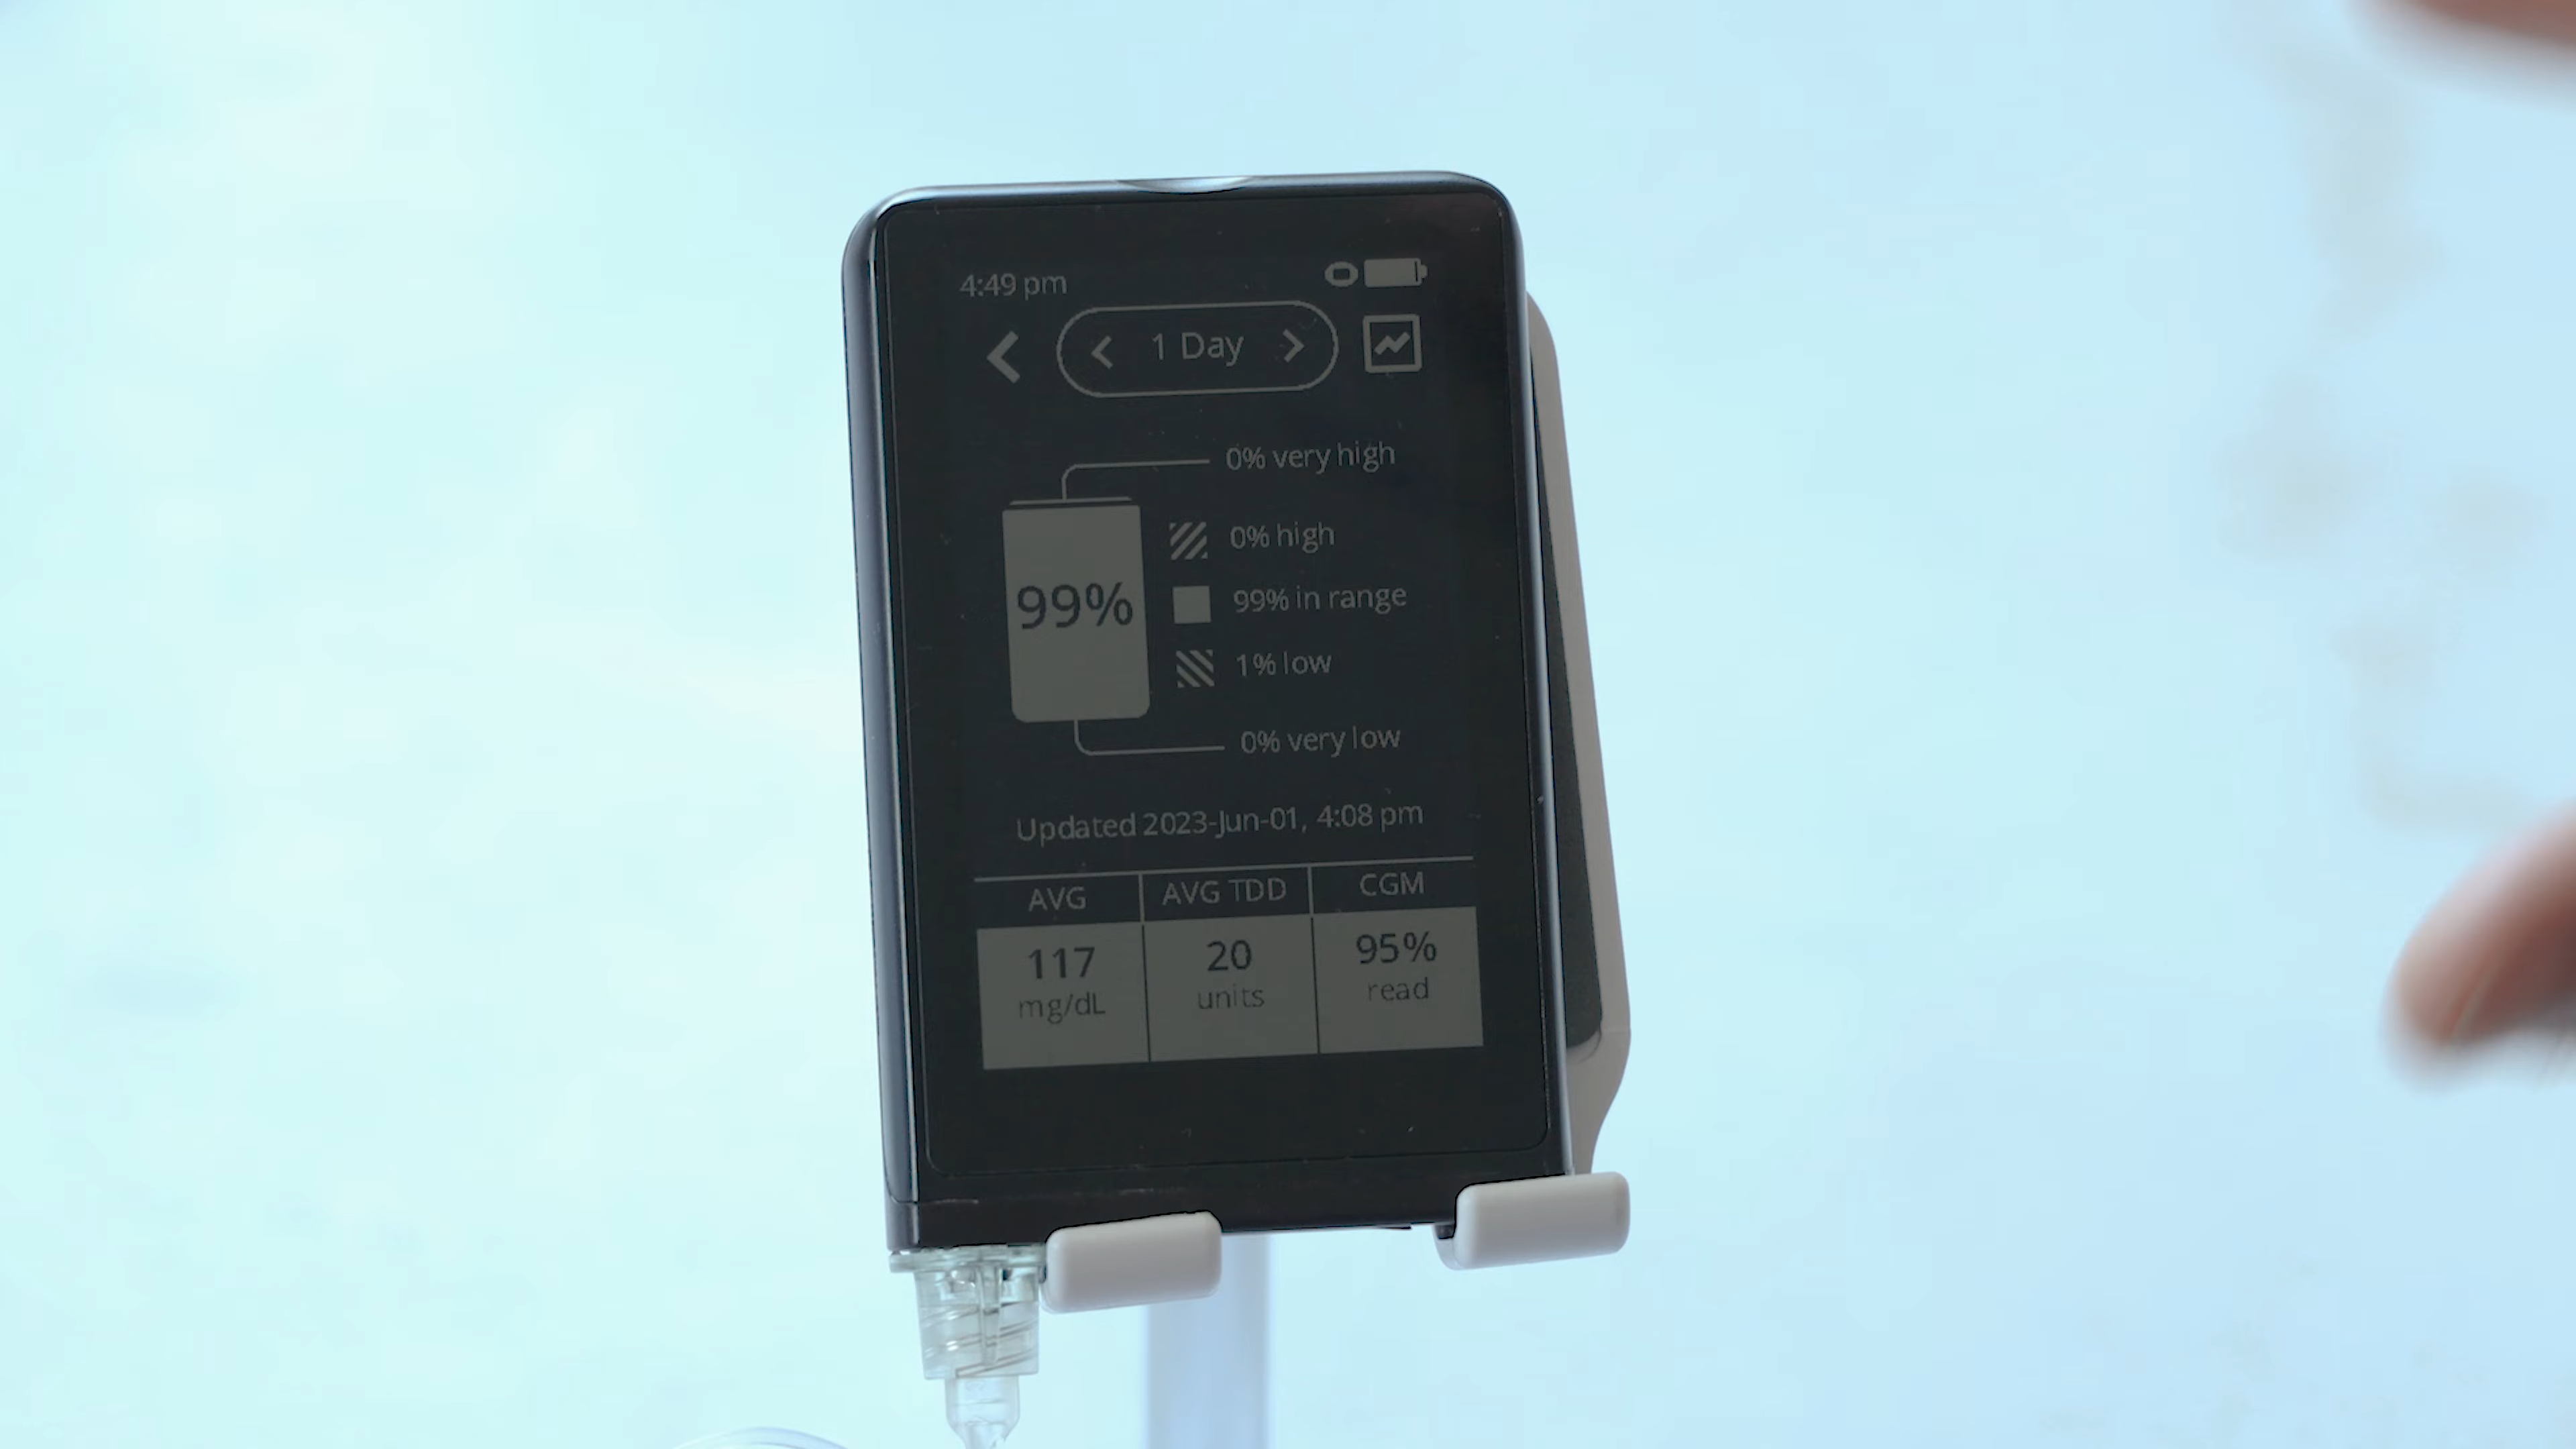 4:49 pm
1 Day
0% very high
0% high
99%
99% in range
1% low
0% very low
Updated 2023-Jun-01, 4:08 pm
AVG AVG TDD CGM
117 20 95%
mg/dL units read